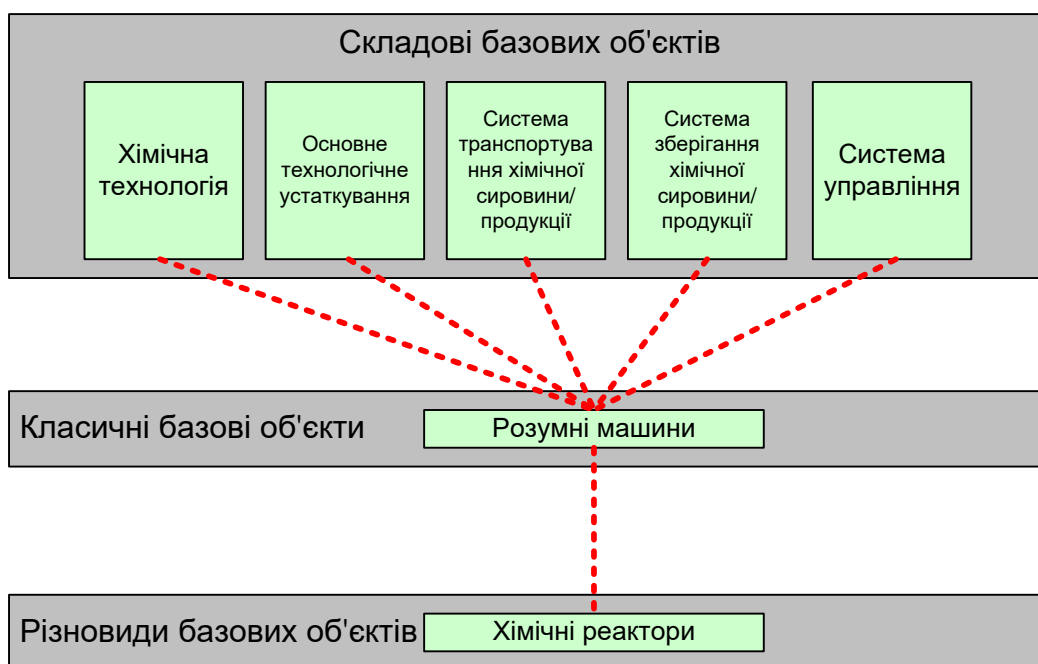 Складові базових об'єктів
Хімічна
технологія
Основне
технологічне
устаткування
Система
транспортува
ння хімічної
сировини/
продукції
Система
зберігання
хімічної
сировини/
продукції
Система
управління
Класичні базові об'єкти
Розумні машини
Різновиди базових об'єктів
Хімічні реактори